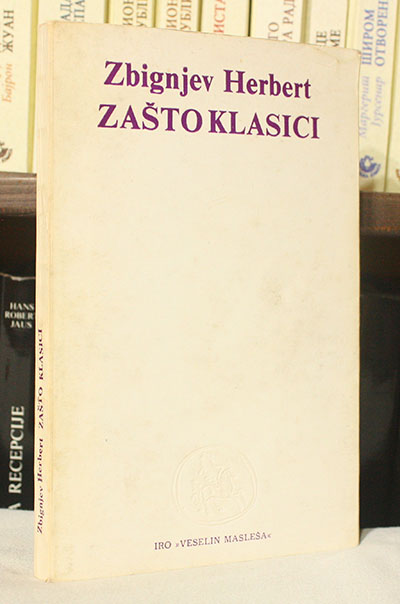 Zbignjev Herbert
ZAŠTO KLASICI
IRO »VESELIN MASLEŠA«
Zbignjev Herbert ZAŠTO KLASICI
HANS
ROBERT
JAUS
A RECEPCIJE
Бајрон
ЖУАН
ШИРОМ
ОТВОРЕН
Маргерит
Јурсенар